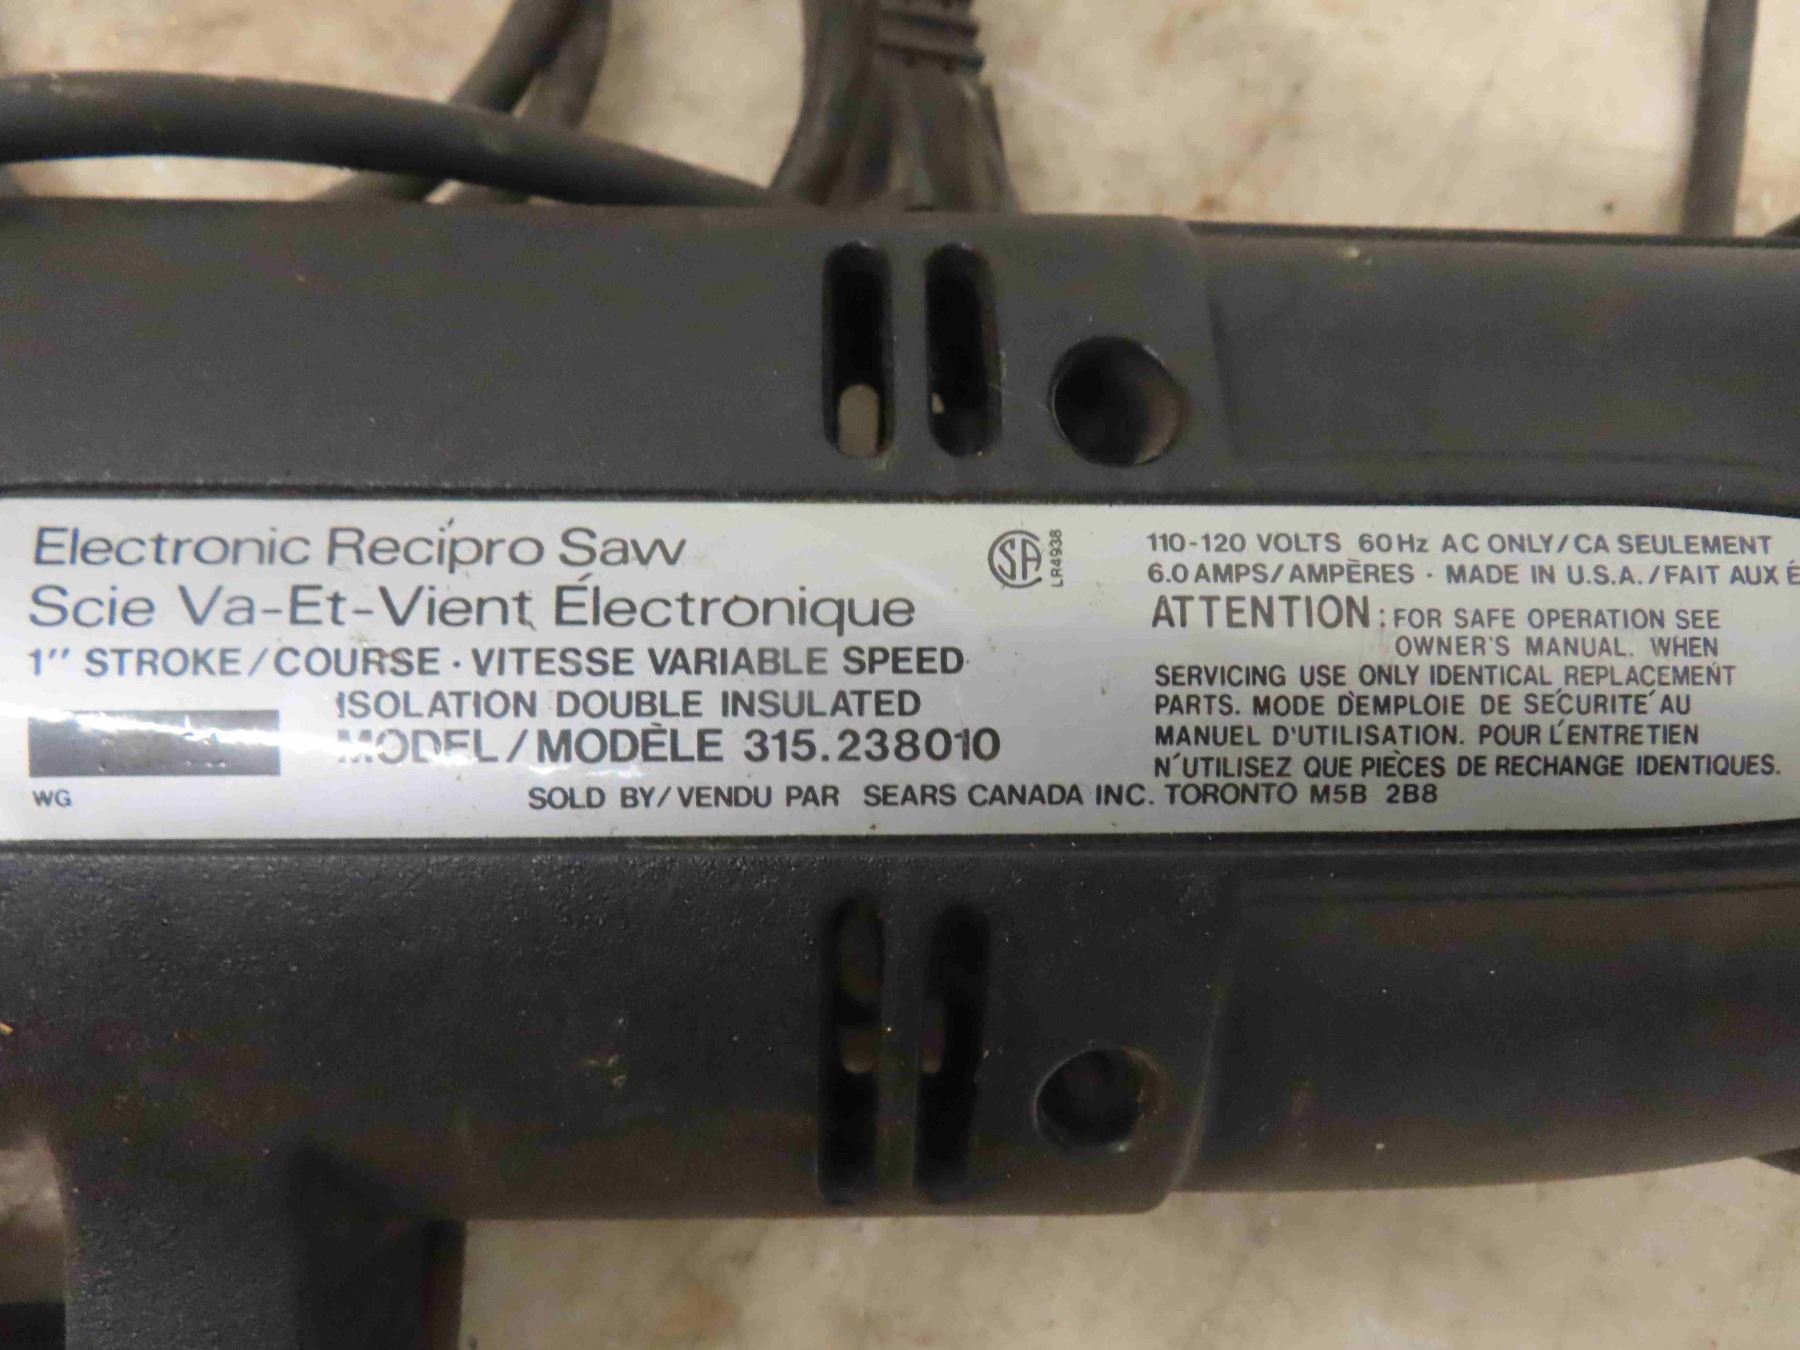 Electronic Recipro Saw
Scie Va-Et-Vient Électronique
1" STROKE/COURSE · VITESSE VARIABLE SPEED
ISOLATION DOUBLE INSULATED
MODEL/MODÈLE 315.238010
WG
SOLD BY/VENDU PAR SEARS CANADA INC. TORONTO M5B 2B8
SA
LR4938
110-120 VOLTS 60Hz AC ONLY/CA SEULEMENT
6.0 AMPS/AMPÈRES · MADE IN U.S.A./FAIT AUX É
ATTENTION: FOR SAFE OPERATION SEE
OWNER'S MANUAL. WHEN
SERVICING USE ONLY IDENTICAL REPLACEMENT
PARTS. MODE D'EMPLOIE DE SÉCURITÉ AU
MANUEL D'UTILISATION. POUR L'ENTRETIEN
N'UTILISEZ QUE PIÈCES DE RECHANGE IDENTIQUES.